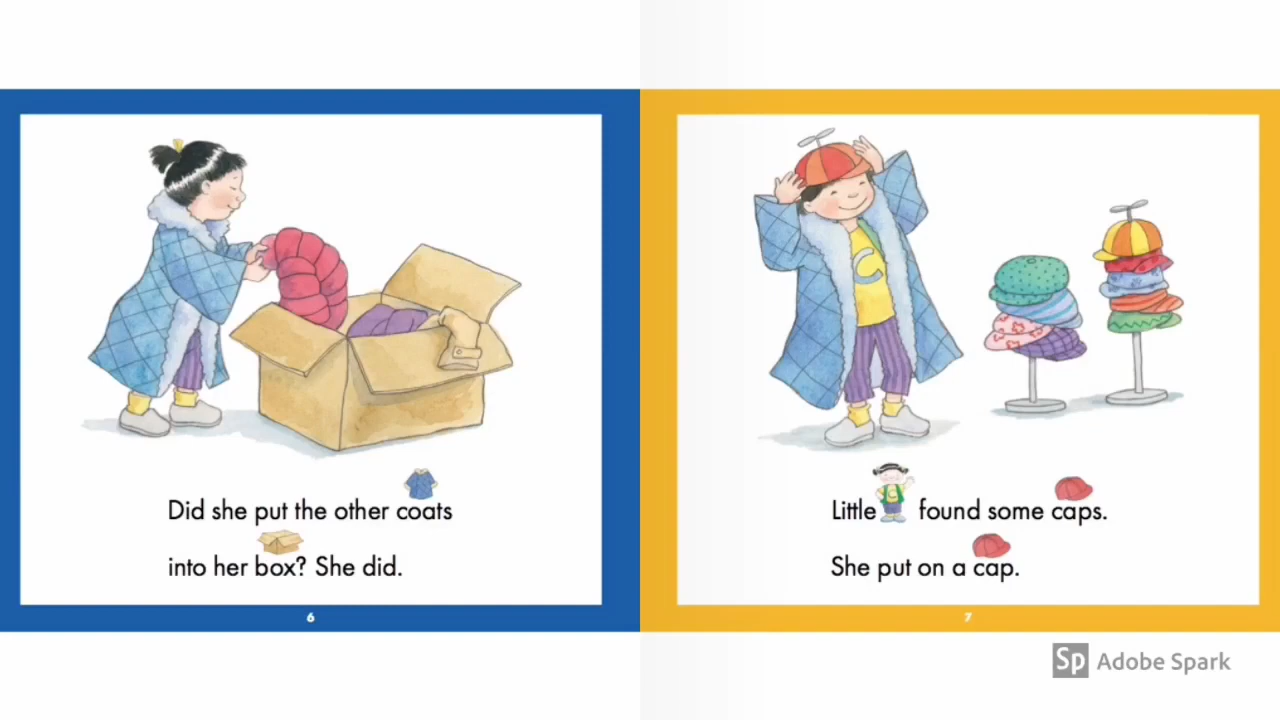 Did she put the other coats
into her box? She did.
6
C
Little C found some caps.
She put on a cap.
7
Sp Adobe Spark